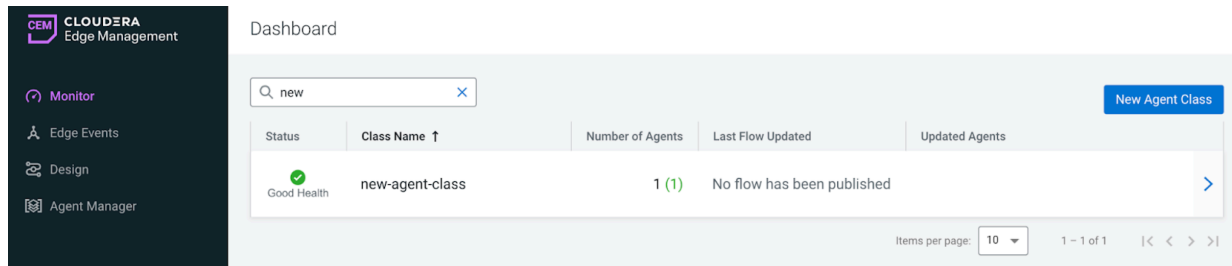 CEM CLOUDERA
Edge Management
Dashboard
Monitor
Edge Events
Design
Agent Manager
new
New Agent Class
Status Class Name Number of Agents Last Flow Updated Updated Agents
Good Health new-agent-class 1 (1) No flow has been published
Items per page: 10 1 – 1 of 1